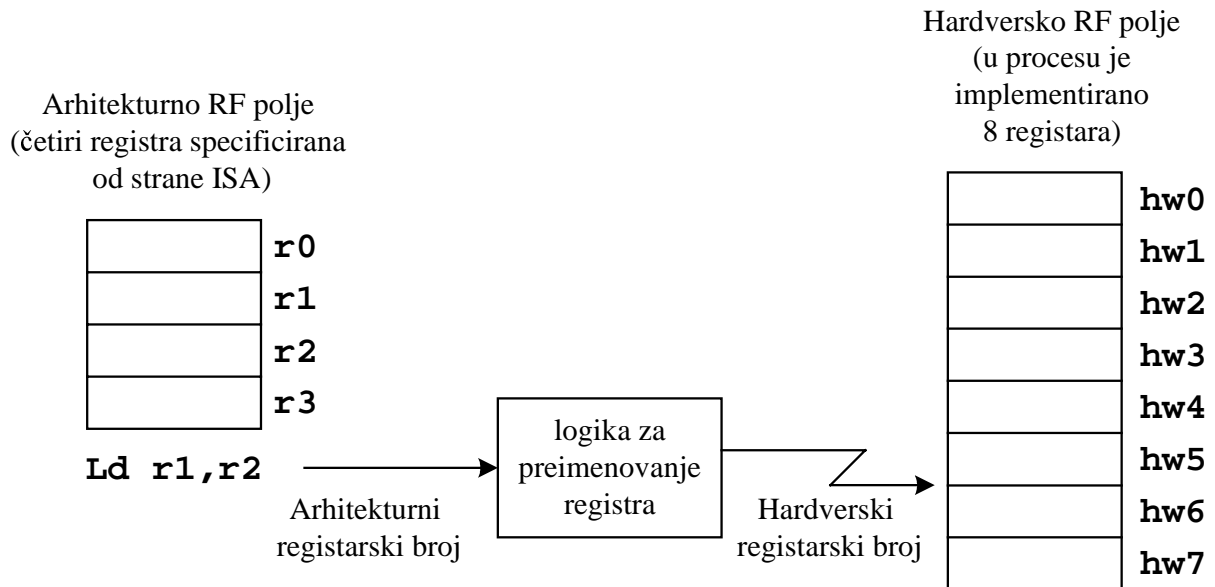 Arhitekturno RF polje
(četiri registra specificirana
od strane ISA)
r0
r1
r2
r3
Ld r1,r2
Arhitekturni
registarski broj
logika za
preimenovanje
registra
Hardverski
registarski broj
Hardversko RF polje
(u procesu je
implementirano
8 registara)
hw0
hw1
hw2
hw3
hw4
hw5
hw6
hw7